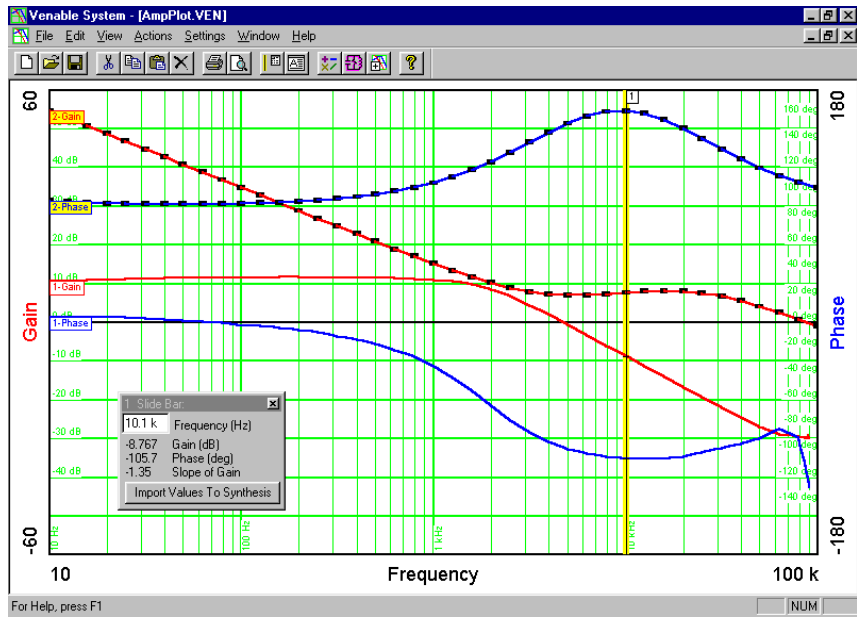 Venable System - [AmpPlot.VEN]
File Edit View Actions Settings Window Help
60
180
1
2-Gain
160 deg
140 deg
40 dB
120 deg
100 deg
30 dB
2-Phase
80 deg
20 dB
60 deg
40 deg
10 dB
1-Gain
20 deg
0 deg
1-Phase
Gain
Phase
-10 dB
-40 deg
-20 dB
-60 deg
-80 deg
-30 dB
-100 deg
-40 dB
-120 deg
-140 deg
1 Slide Bar:
10.1 k Frequency (Hz)
-8.767 Gain (dB)
-105.7 Phase (deg)
-1.35 Slope of Gain
Import Values To Synthesis
-60
-180
10 Hz
100 Hz
1 kHz
10 kHz
10
Frequency
100 k
For Help, press F1
NUM